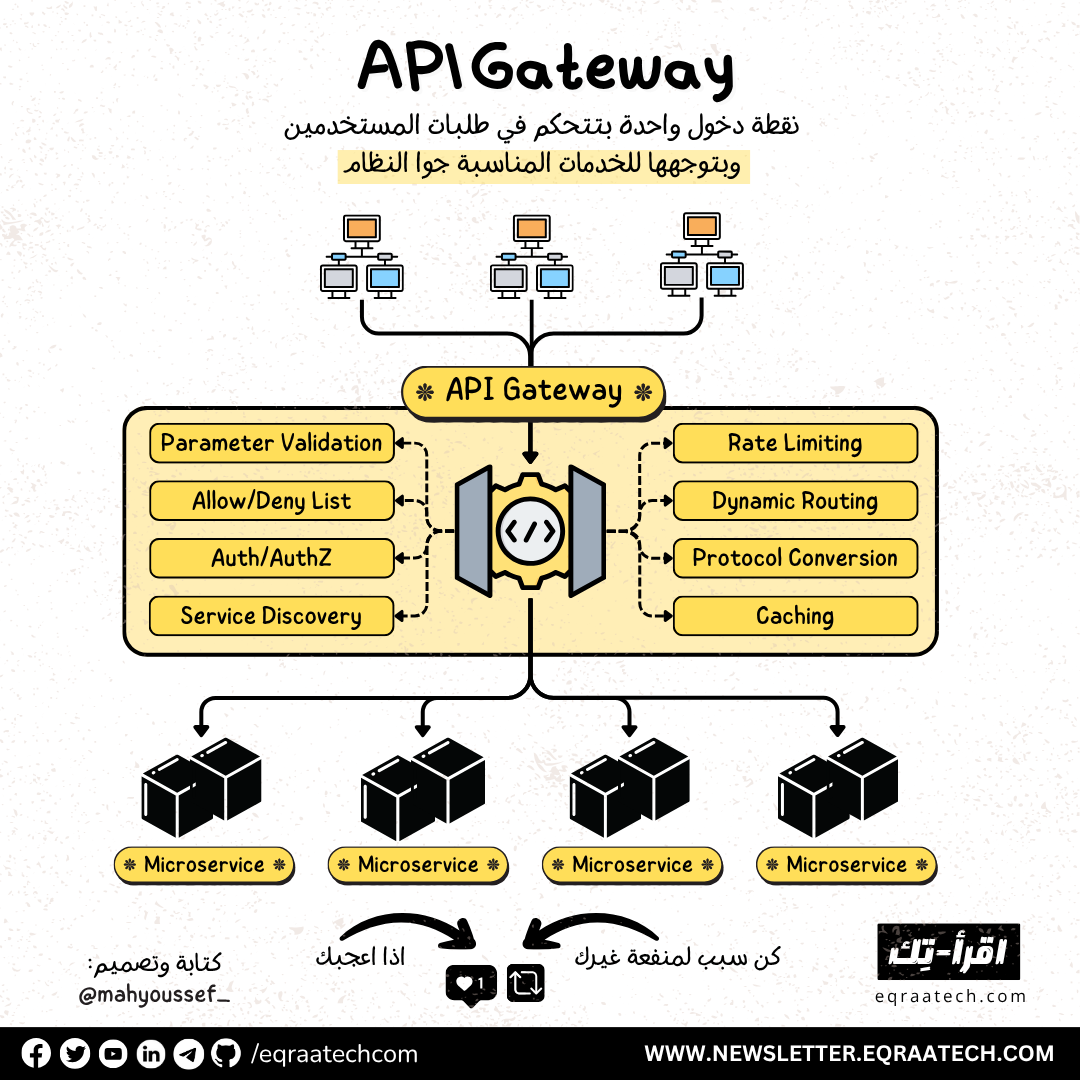 API Gateway
نقطة دخول واحدة بتتحكم في طلبات المستخدمين
وبتوجهها للخدمات المناسبة جوا النظام
API Gateway
Parameter Validation
Allow/Deny List
Auth/AuthZ
Service Discovery
Rate Limiting
Dynamic Routing
Protocol Conversion
Caching
Microservice
Microservice
Microservice
Microservice
كتابة وتصميم:
@mahyoussef_
اذا اعجبك
1
كن سبب لمنفعة غيرك
اقرأ-تِك
eqraatech.com
/eqraatechcom
WWW.NEWSLETTER.EQRAATECH.COM